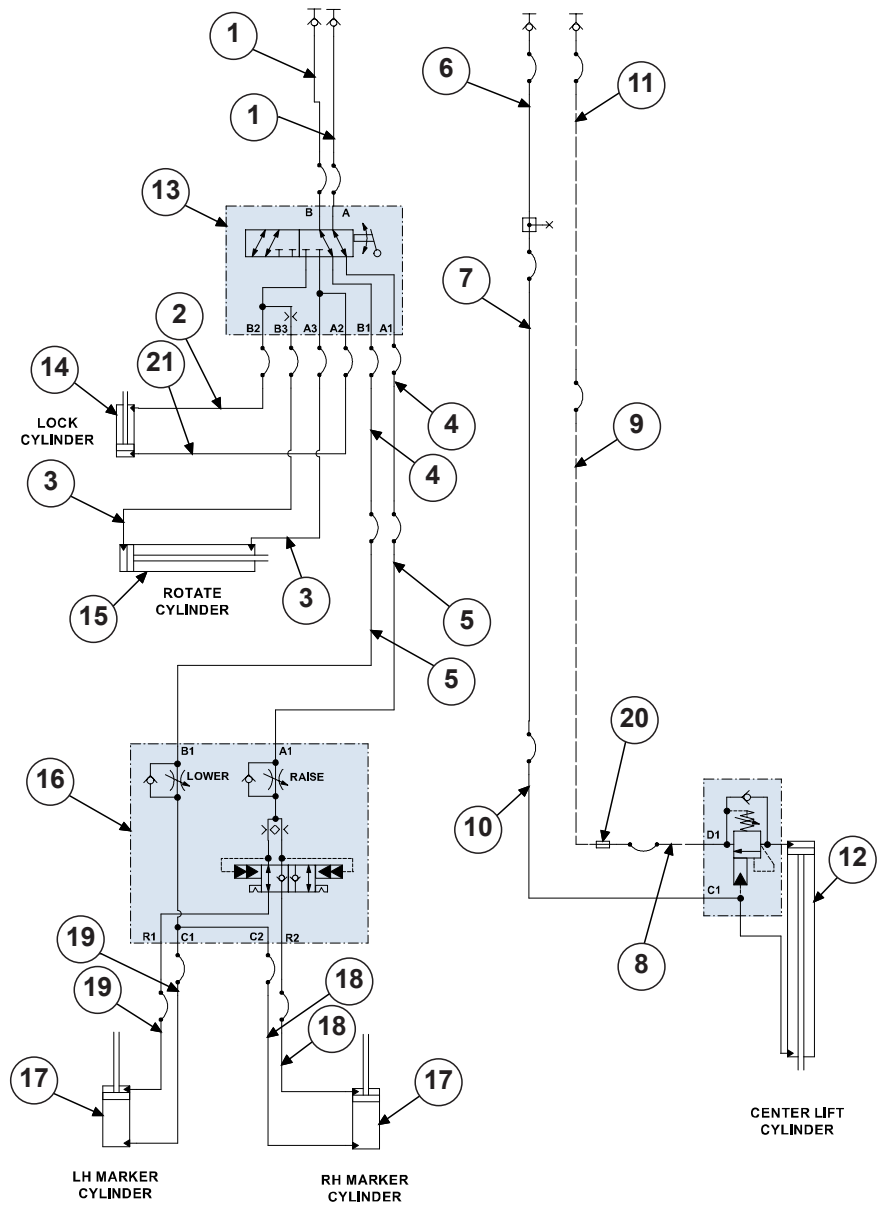 1
6
11
1
13
B A
7
2
B2 B3 A3 A2 B1 A1
14
21
LOCK
CYLINDER
4
9
4
3
15
ROTATE
CYLINDER
3
5
5
B1 A1
LOWER
RAISE
16
20
10
D1
12
C1
R1 C1 C2 R2
19
19
18
18
8
17
17
CENTER LIFT
CYLINDER
LH MARKER
CYLINDER
RH MARKER
CYLINDER